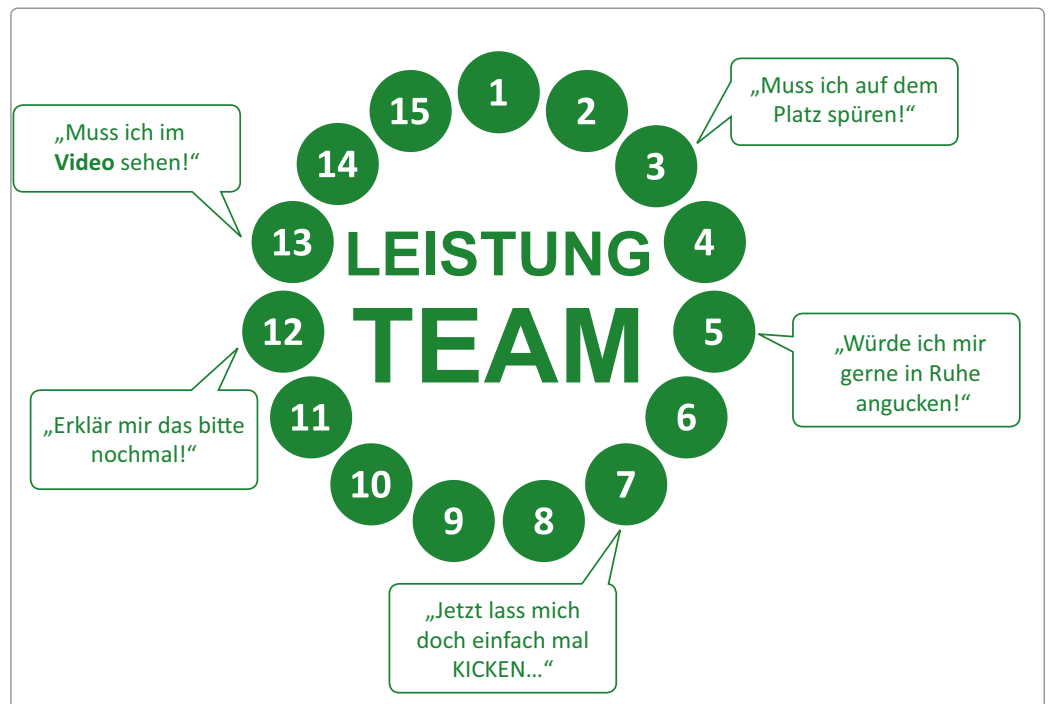 1
2
3
4
5
6
7
8
9
10
11
12
13
14
15
LEISTUNG
TEAM
„Muss ich auf dem
Platz spüren!“
„Würde ich mir
gerne in Ruhe
angucken!“
„Jetzt lass mich
doch einfach mal
KICKEN...“
„Erklär mir das bitte
nochmal!“
„Muss ich im
Video sehen!“